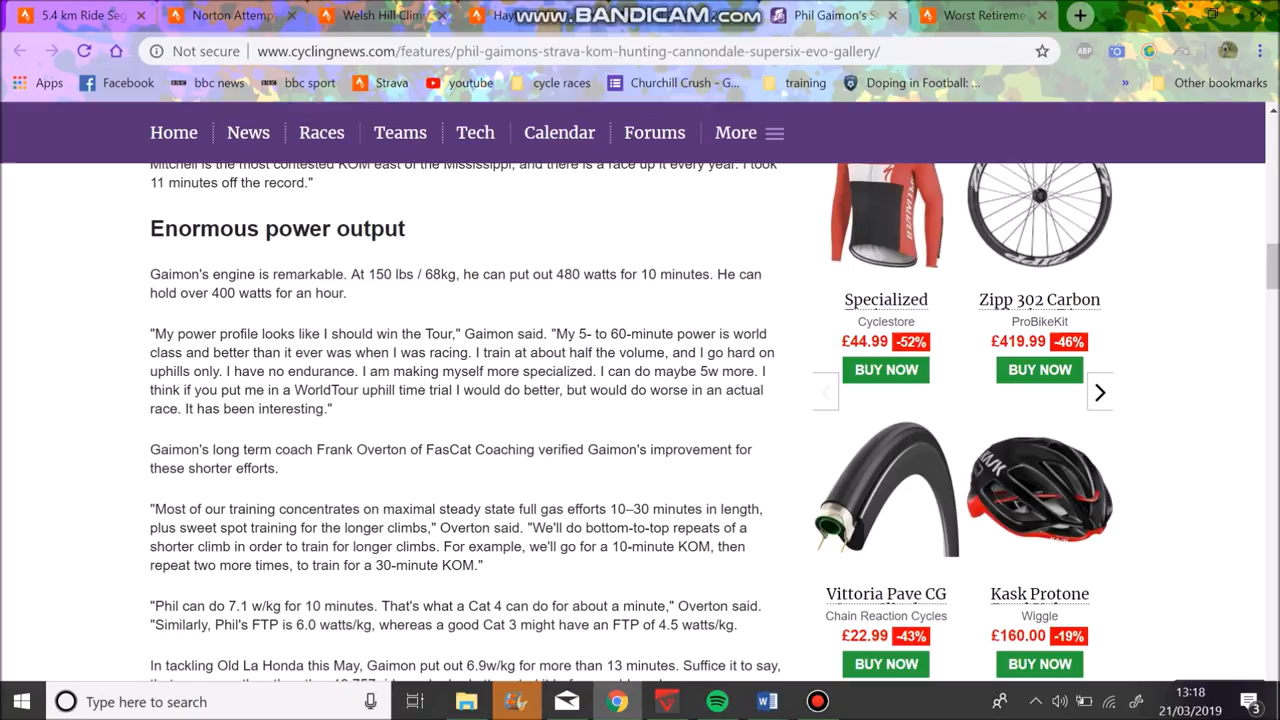 5.4 km Ride Seg
Norton Attemp
Welsh Hill Clim
Hay
www.BANDICAM.com
Phil Gaimon's S
Worst Retireme
Not secure
www.cyclingnews.com/features/phil-gaimons-strava-kom-hunting-cannondale-supersix-evo-gallery/
ABP
Apps
Facebook
bbc news
bbc sport
Strava
youtube
cycle races
Churchill Crush - G...
training
Doping in Football: ...
»
Other bookmarks
Home
News
Races
Teams
Tech
Calendar
Forums
More
Mitchell is the most contested KOM east of the Mississippi, and there is a race up it every year. I took
11 minutes off the record."
Enormous power output
Gaimon's engine is remarkable. At 150 lbs / 68kg, he can put out 480 watts for 10 minutes. He can
hold over 400 watts for an hour.
"My power profile looks like I should win the Tour," Gaimon said. "My 5- to 60-minute power is world
class and better than it ever was when I was racing. I train at about half the volume, and I go hard on
uphills only. I have no endurance. I am making myself more specialized. I can do maybe 5w more. I
think if you put me in a WorldTour uphill time trial I would do better, but would do worse in an actual
race. It has been interesting."
Gaimon's long term coach Frank Overton of FasCat Coaching verified Gaimon's improvement for
these shorter efforts.
"Most of our training concentrates on maximal steady state full gas efforts 10–30 minutes in length,
plus sweet spot training for the longer climbs," Overton said. "We'll do bottom-to-top repeats of a
shorter climb in order to train for longer climbs. For example, we'll go for a 10-minute KOM, then
repeat two more times, to train for a 30-minute KOM."
"Phil can do 7.1 w/kg for 10 minutes. That's what a Cat 4 can do for about a minute," Overton said.
"Similarly, Phil's FTP is 6.0 watts/kg, whereas a good Cat 3 might have an FTP of 4.5 watts/kg.
In tackling Old La Honda this May, Gaimon put out 6.9w/kg for more than 13 minutes. Suffice it to say,
Specialized
Cyclestore
£44.99 -52%
BUY NOW
Zipp 302 Carbon
ProBikeKit
£419.99 -46%
BUY NOW
Vittoria Pave CG
Chain Reaction Cycles
£22.99 -43%
BUY NOW
Kask Protone
Wiggle
£160.00 -19%
BUY NOW
Type here to search
13:18
21/03/2019
3